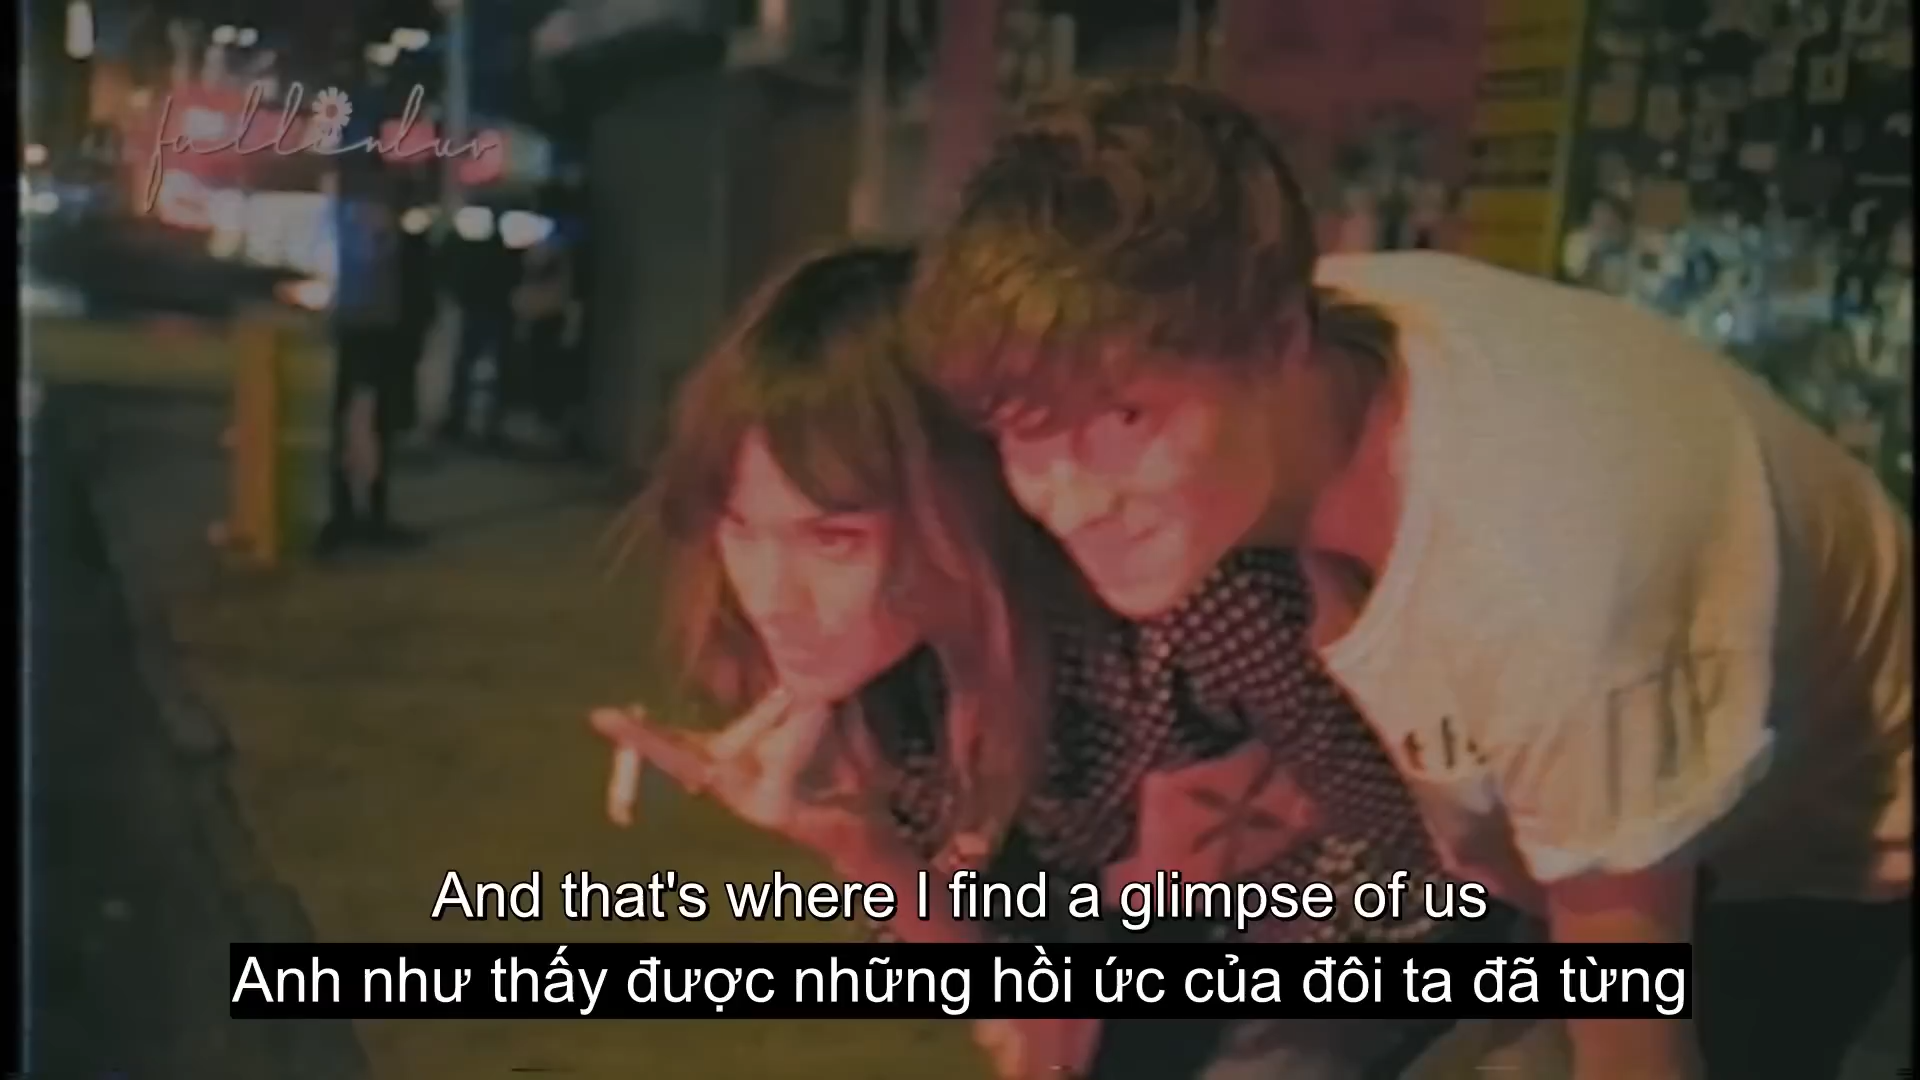 fallinluv
And that's where I find a glimpse of us
Anh như thấy được những hồi ức của đôi ta đã từng